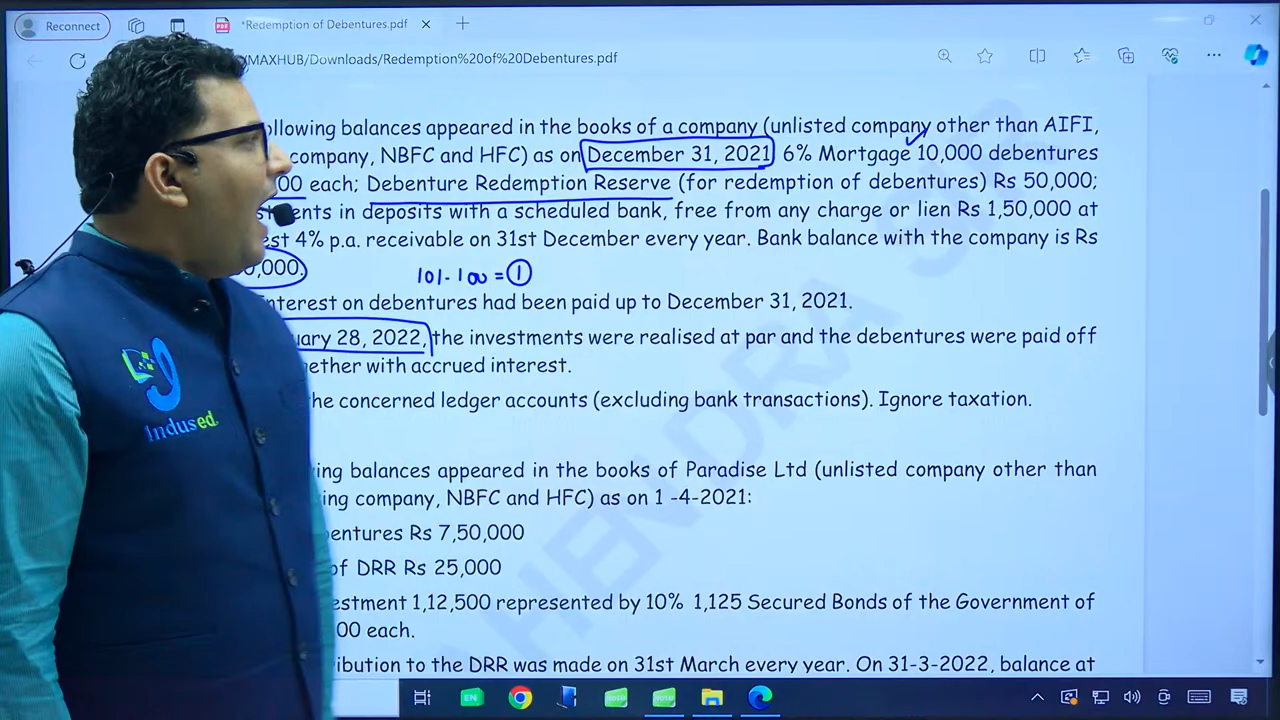 Reconnect
*Redemption of Debentures.pdf
/MAXHUB/Downloads/Redemption%20of%20Debentures.pdf
ollowing balances appeared in the books of a company (unlisted company other than AIFI,
company, NBFC and HFC) as on December 31, 2021 6% Mortgage 10,000 debentures
00 each; Debenture Redemption Reserve (for redemption of debentures) Rs 50,000;
ents in deposits with a scheduled bank, free from any charge or lien Rs 1,50,000 at
est 4% p.a. receivable on 31st December every year. Bank balance with the company is Rs
0,000.
101-100 = 1
nterest on debentures had been paid up to December 31, 2021.
uary 28, 2022, the investments were realised at par and the debentures were paid off
ether with accrued interest.
he concerned ledger accounts (excluding bank transactions). Ignore taxation.
ing balances appeared in the books of Paradise Ltd (unlisted company other than
ing company, NBFC and HFC) as on 1 -4-2021:
entures Rs 7,50,000
of DRR Rs 25,000
estment 1,12,500 represented by 10% 1,125 Secured Bonds of the Government of
00 each.
ibution to the DRR was made on 31st March every year. On 31-3-2022, balance at
AHENDRA S
Indused.
EN